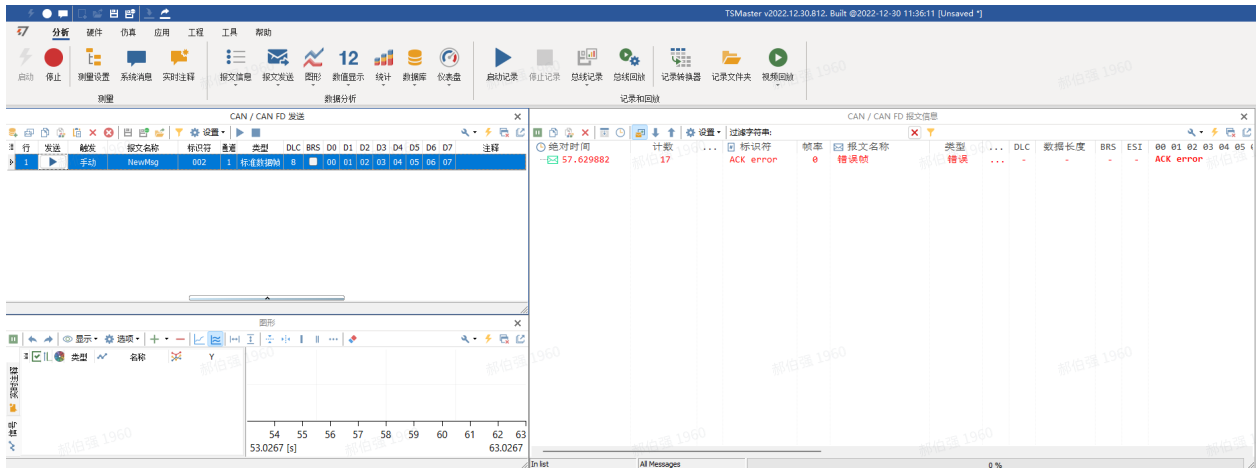 TSMaster v2022.12.30.812. Built @2022-12-30 11:36:11 [Unsaved *]
分析 硬件 仿真 应用 工程 工具 帮助
启动 停止 测量设置 系统消息 实时注释 报文信息 报文发送 图形 12 数值显示 统计 数据库 仪表盘 启动记录 停止记录 总线记录 总线回放 记录转换器 记录文件夹 视频回放
测量 数据分析 记录和回放
CAN / CAN FD 发送
设置
行 发送 触发 报文名称 标识符 通道 类型 DLC BRS D0 D1 D2 D3 D4 D5 D6 D7 注释
1 手动 NewMsg 002 1 标准数据帧 8 00 01 02 03 04 05 06 07
CAN / CAN FD 报文信息
设置 过滤字符串:
绝对时间 计数 ... 标识符 帧率 报文名称 类型 ... DLC 数据长度 BRS ESI 00 01 02 03 04 05
57.629882 17 ACK error 0 错误帧 错误 ... - - - - ACK error
图形
显示 选项
类型 名称 Y
实时注释
信号
54 55 56 57 58 59 60 61 62 63
53.0267 [s] 63.0267
In list All Messages 0 %
郝伯强 1960